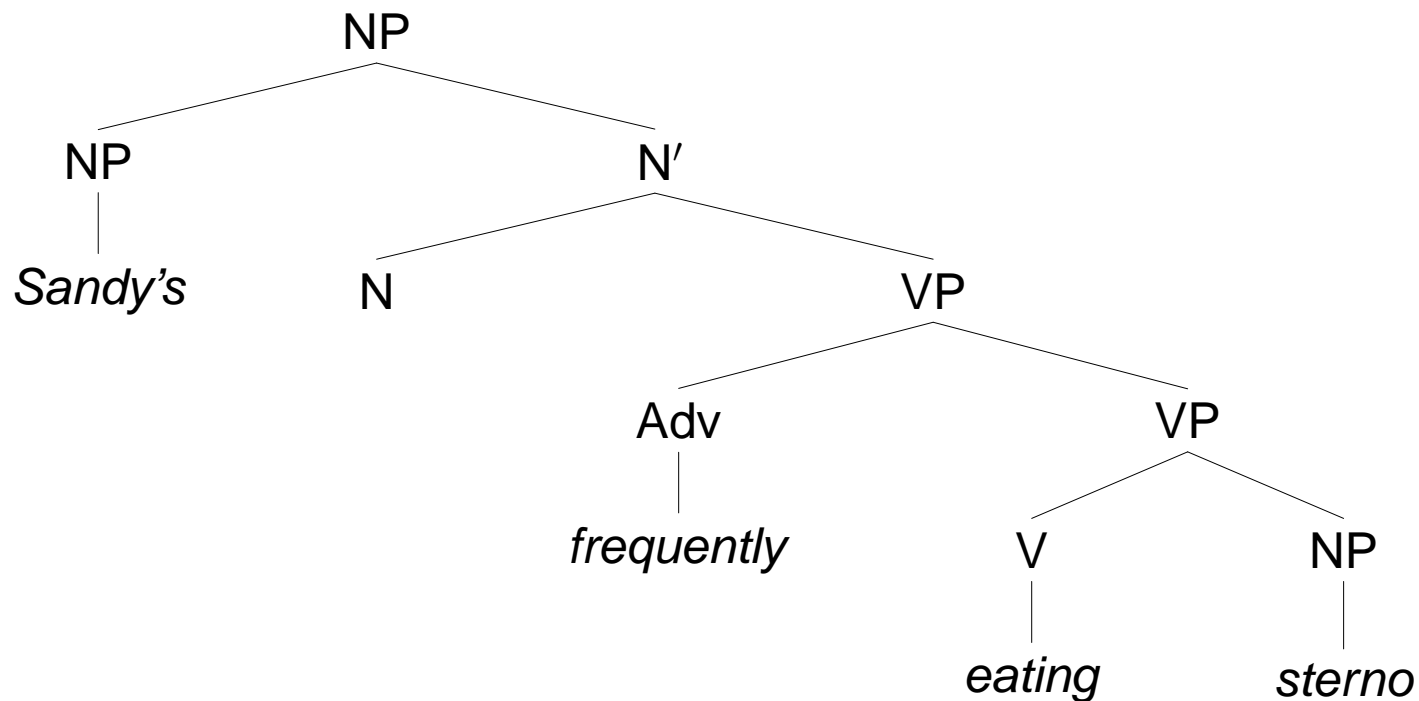 NP
NP N′
Sandy’s N VP
Adv VP
frequently V NP
eating sterno